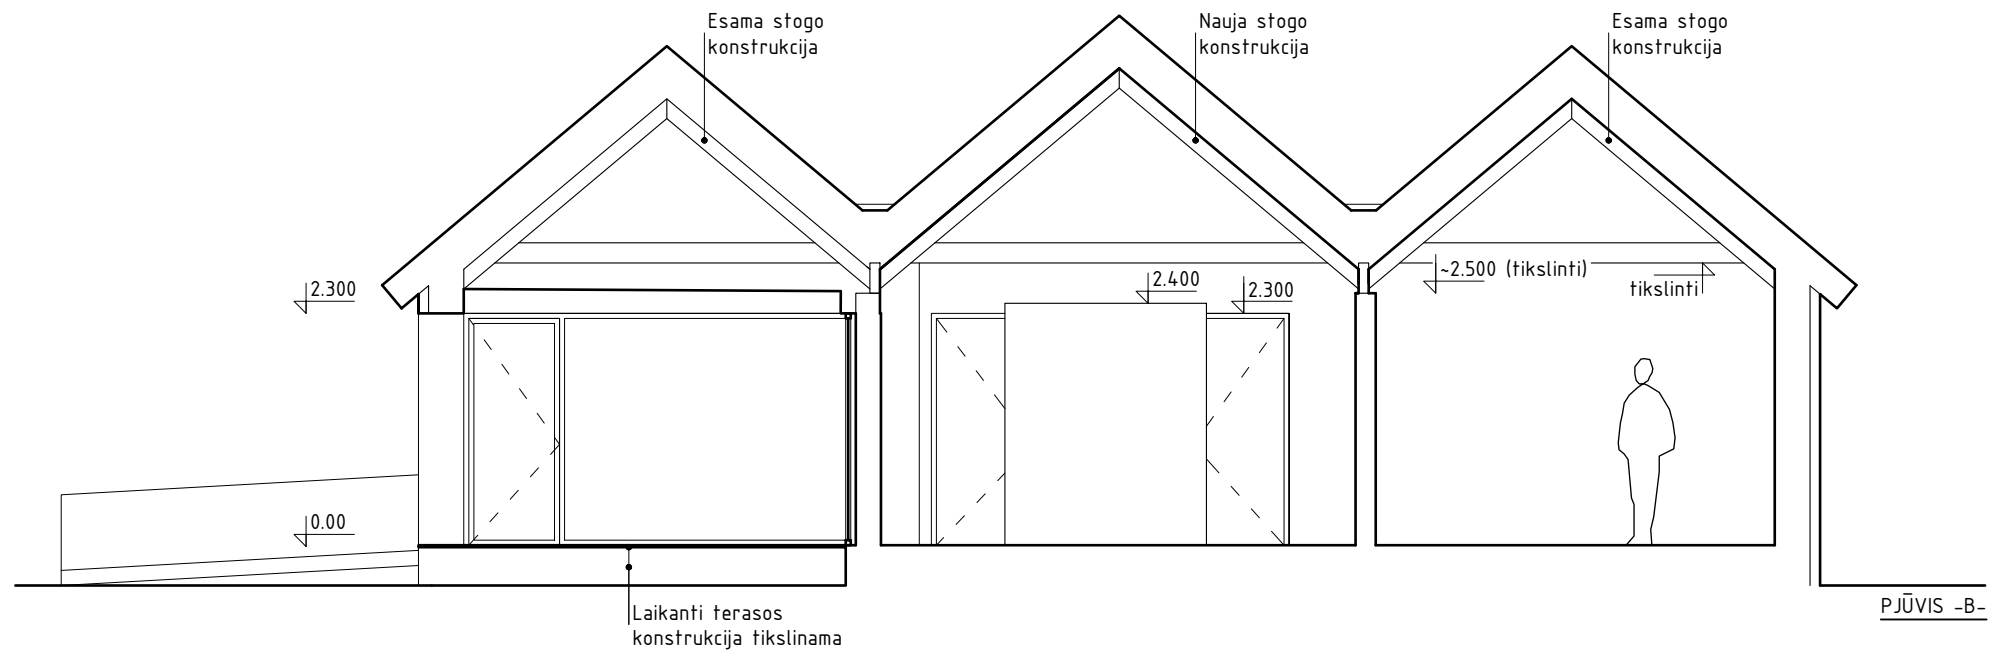 Esama stogo
konstrukcija
Nauja stogo
konstrukcija
Esama stogo
konstrukcija
2.300
2.400
2.300
~2.500 (tikslinti)
tikslinti
0.00
Laikanti terasos
konstrukcija tikslinama
PJŪVIS -B-